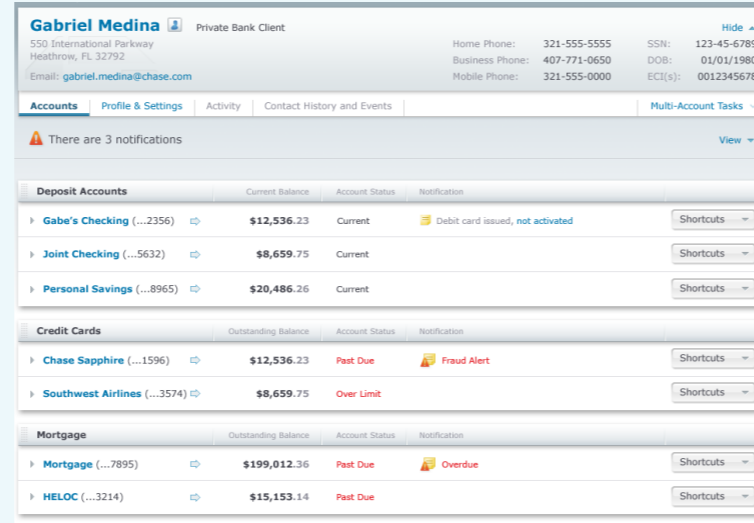 Gabriel Medina Private Bank Client Hide
550 International Parkway Home Phone: 321-555-5555 SSN: 123-45-6789
Heathrow, FL 32792 Business Phone: 407-771-0650 DOB: 01/01/1980
Email: gabriel.medina@chase.com Mobile Phone: 321-555-0000 ECI(s): 0012345678
Accounts Profile & Settings Activity Contact History and Events Multi-Account Tasks
There are 3 notifications View
Deposit Accounts Current Balance Account Status Notification
Gabe's Checking (...2356) $12,536.23 Current Debit card issued, not activated Shortcuts
Joint Checking (...5632) $8,659.75 Current Shortcuts
Personal Savings (...8965) $20,486.26 Current Shortcuts
Credit Cards Outstanding Balance Account Status Notification
Chase Sapphire (...1596) $12,536.23 Past Due Fraud Alert Shortcuts
Southwest Airlines (...3574) $8,659.75 Over Limit Shortcuts
Mortgage Outstanding Balance Account Status Notification
Mortgage (...7895) $199,012.36 Past Due Overdue Shortcuts
HELOC (...3214) $15,153.14 Past Due Shortcuts